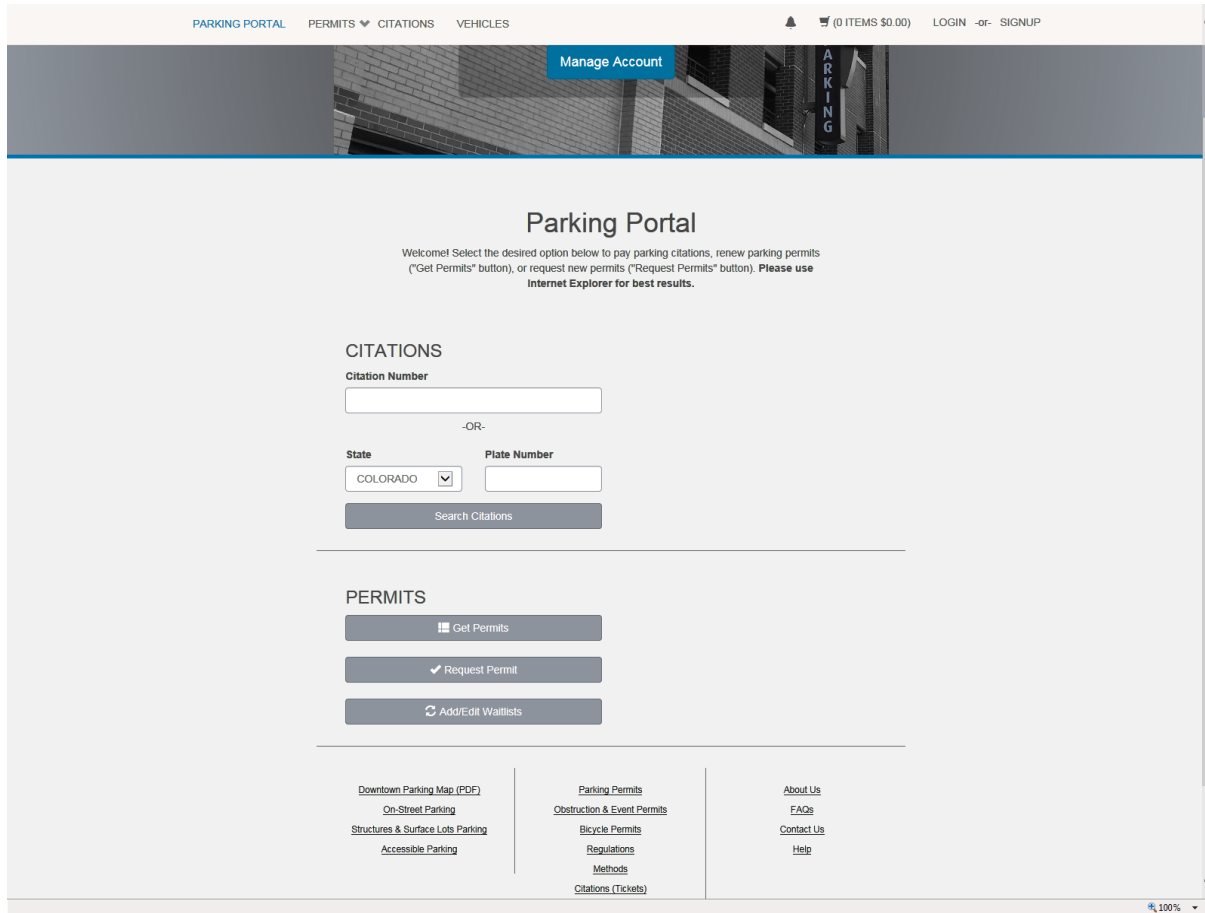 PARKING PORTAL PERMITS CITATIONS VEHICLES (0 ITEMS $0.00) LOGIN -or- SIGNUP
Manage Account
ARKING
Parking Portal
Welcome! Select the desired option below to pay parking citations, renew parking permits
("Get Permits" button), or request new permits ("Request Permits" button). Please use
Internet Explorer for best results.
CITATIONS
Citation Number
-OR-
State Plate Number
COLORADO
Search Citations
PERMITS
Get Permits
Request Permit
Add/Edit Waitlists
Downtown Parking Map (PDF)
On-Street Parking
Structures & Surface Lots Parking
Accessible Parking
Parking Permits
Obstruction & Event Permits
Bicycle Permits
Regulations
Methods
Citations (Tickets)
About Us
FAQs
Contact Us
Help
100%